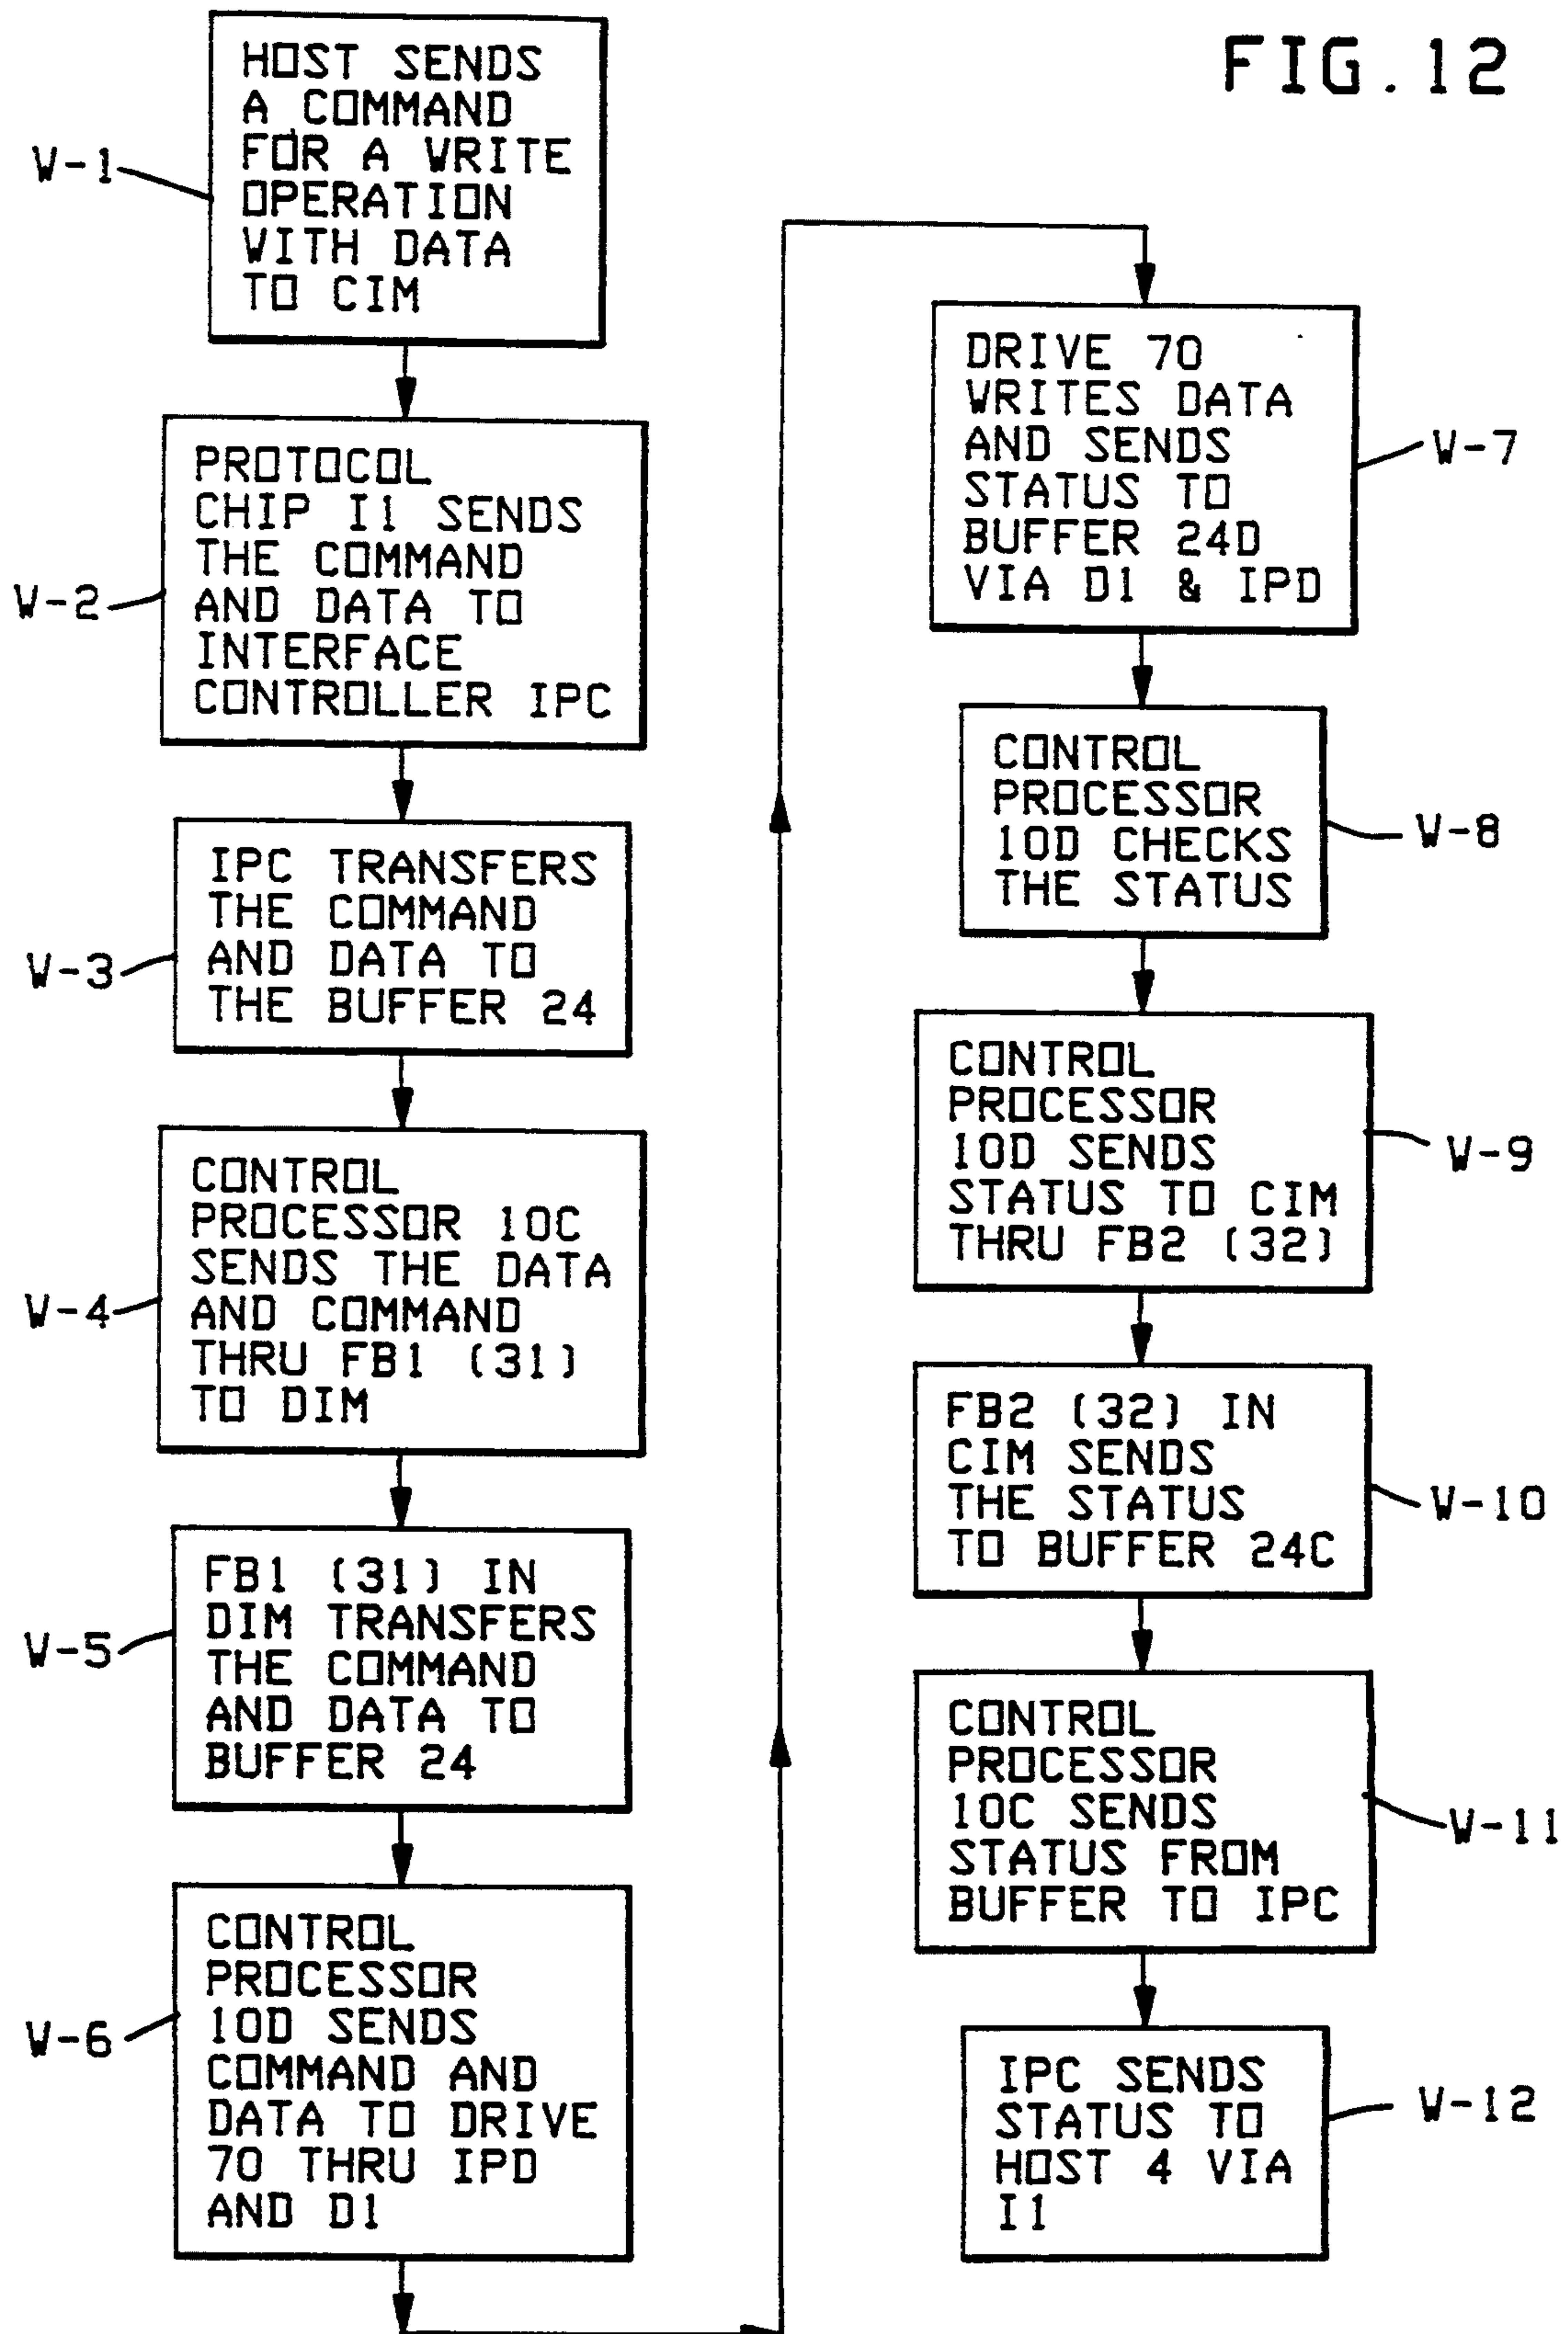 FIG.12
W-1
HOST SENDS
A COMMAND
FOR A WRITE
OPERATION
WITH DATA
TO CIM
W-2
PROTOCOL
CHIP I1 SENDS
THE COMMAND
AND DATA TO
INTERFACE
CONTROLLER IPC
W-3
IPC TRANSFERS
THE COMMAND
AND DATA TO
THE BUFFER 24
W-4
CONTROL
PROCESSOR 10C
SENDS THE DATA
AND COMMAND
THRU FB1 (31)
TO DIM
W-5
FB1 (31) IN
DIM TRANSFERS
THE COMMAND
AND DATA TO
BUFFER 24
W-6
CONTROL
PROCESSOR
10D SENDS
COMMAND AND
DATA TO DRIVE
70 THRU IPD
AND D1
DRIVE 70
WRITES DATA
AND SENDS
STATUS TO
BUFFER 24D
VIA D1 & IPD
W-7
CONTROL
PROCESSOR
10D CHECKS
THE STATUS
W-8
CONTROL
PROCESSOR
10D SENDS
STATUS TO CIM
THRU FB2 (32)
W-9
FB2 (32) IN
CIM SENDS
THE STATUS
TO BUFFER 24C
W-10
CONTROL
PROCESSOR
10C SENDS
STATUS FROM
BUFFER TO IPC
W-11
IPC SENDS
STATUS TO
HOST 4 VIA
I1
W-12